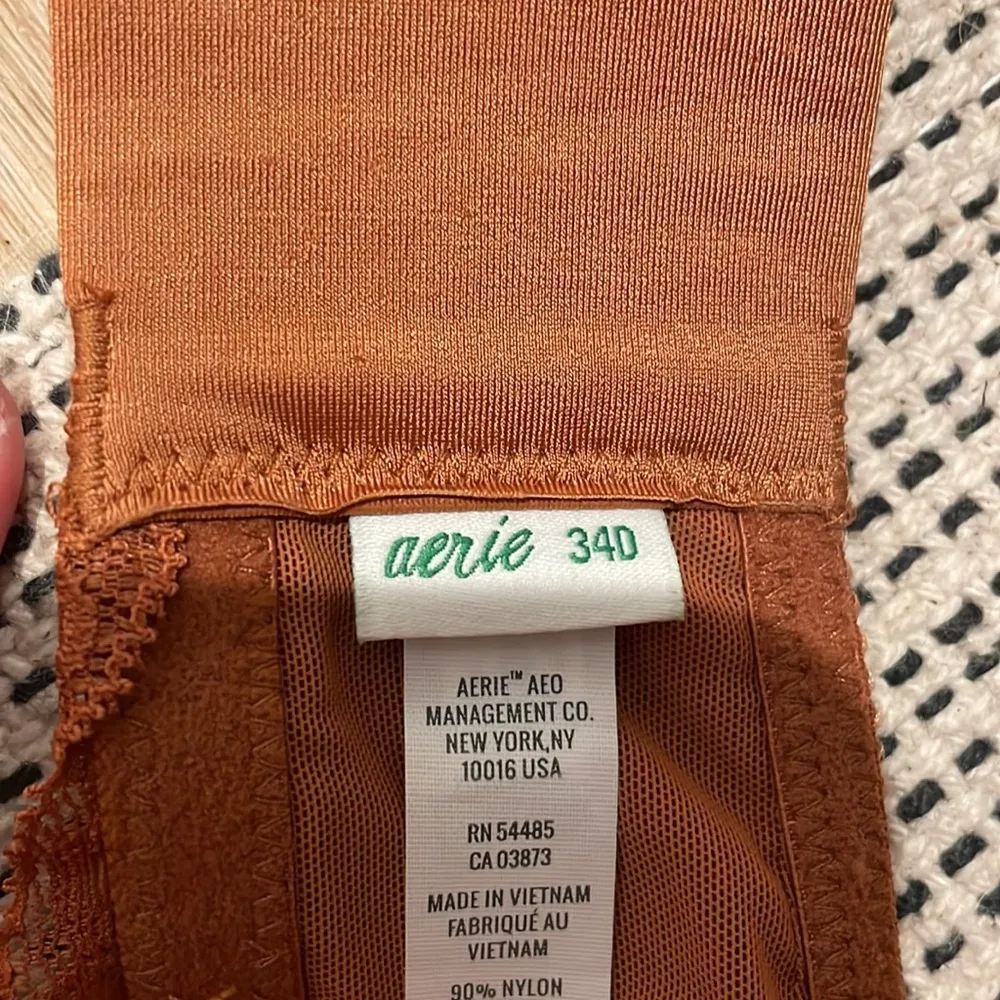 aerie 34D
AERIE™ AEO
MANAGEMENT CO.
NEW YORK,NY
10016 USA
RN 54485
CA 03873
MADE IN VIETNAM
FABRIQUÉ AU
VIETNAM
90% NYLON